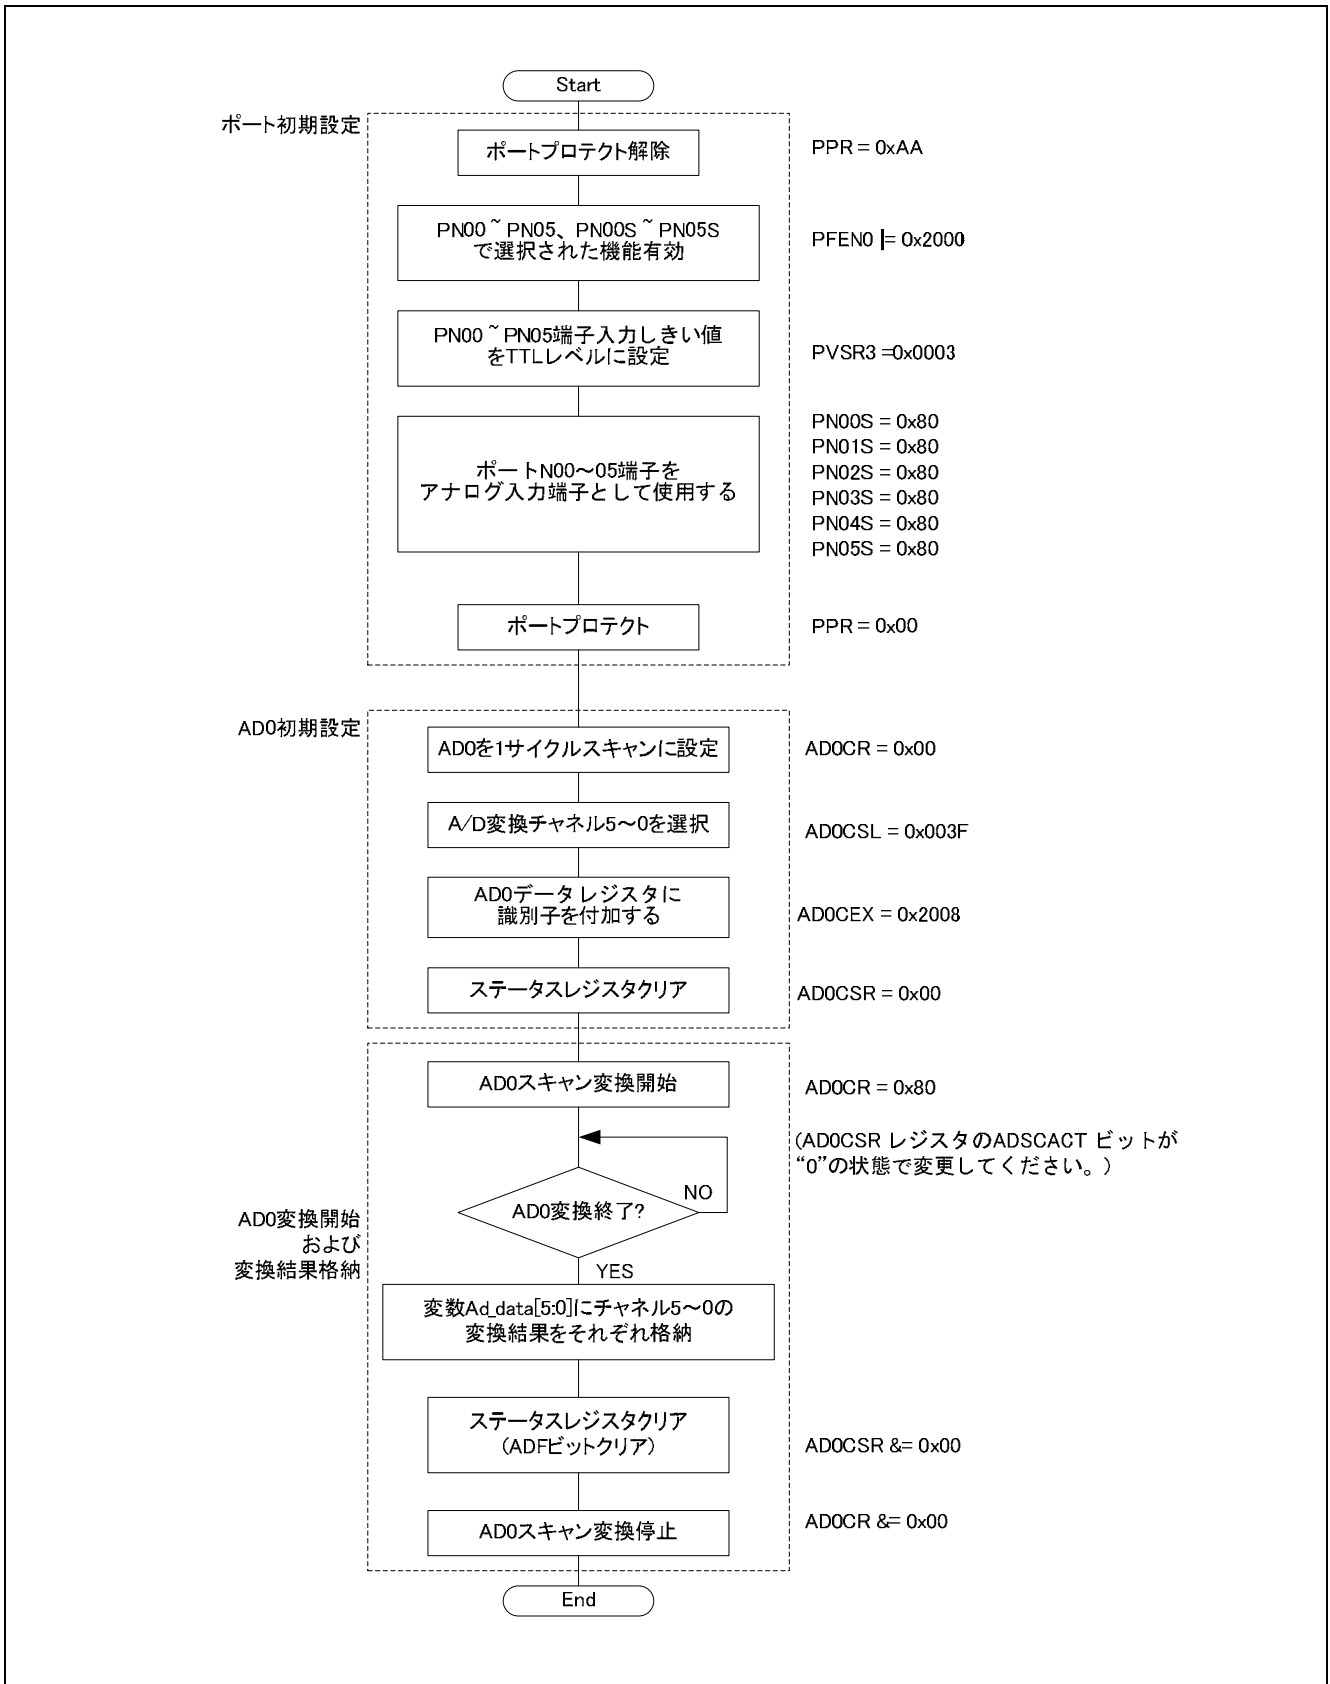 Start
ポート初期設定
ポートプロテクト解除
PPR = 0xAA
PN00~PN05、PN00S~PN05S
で選択された機能有効
PFEN0 |= 0x2000
PN00~PN05端子入力しきい値
をTTLレベルに設定
PVSR3 =0x0003
ポートN00～05端子を
アナログ入力端子として使用する
PN00S = 0x80
PN01S = 0x80
PN02S = 0x80
PN03S = 0x80
PN04S = 0x80
PN05S = 0x80
ポートプロテクト
PPR = 0x00
AD0初期設定
AD0を1サイクルスキャンに設定
AD0CR = 0x00
A/D変換チャネル5～0を選択
AD0CSL = 0x003F
AD0データレジスタに
識別子を付加する
AD0CEX = 0x2008
ステータスレジスタクリア
AD0CSR = 0x00
AD0スキャン変換開始
AD0CR = 0x80
(AD0CSR レジスタのADSCACT ビットが
“0”の状態で変更してください。)
NO
AD0変換終了?
AD0変換開始
および
変換結果格納
YES
変数Ad_data[5:0]にチャネル5～0の
変換結果をそれぞれ格納
ステータスレジスタクリア
(ADFビットクリア)
AD0CSR &= 0x00
AD0スキャン変換停止
AD0CR &= 0x00
End